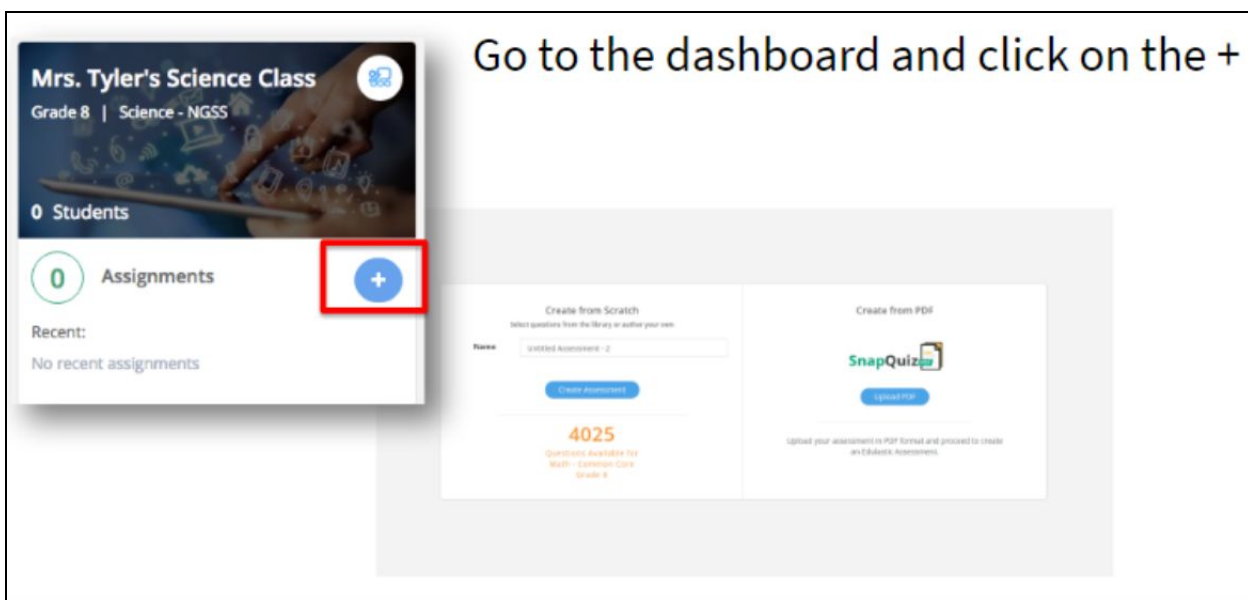 Go to the dashboard and click on the +
Mrs. Tyler's Science Class
Grade 8 | Science - NGSS
0 Students
0 Assignments +
Recent:
No recent assignments
Create from Scratch
Select questions from the library or author your own
Name Untitled Assessment - 2
Create Assessment
4025
Questions Available for
Math - Common Core
Create from PDF
SnapQuiz
Upload PDF
Upload your assessment in PDF format and proceed to create
an Edulastic Assessment.